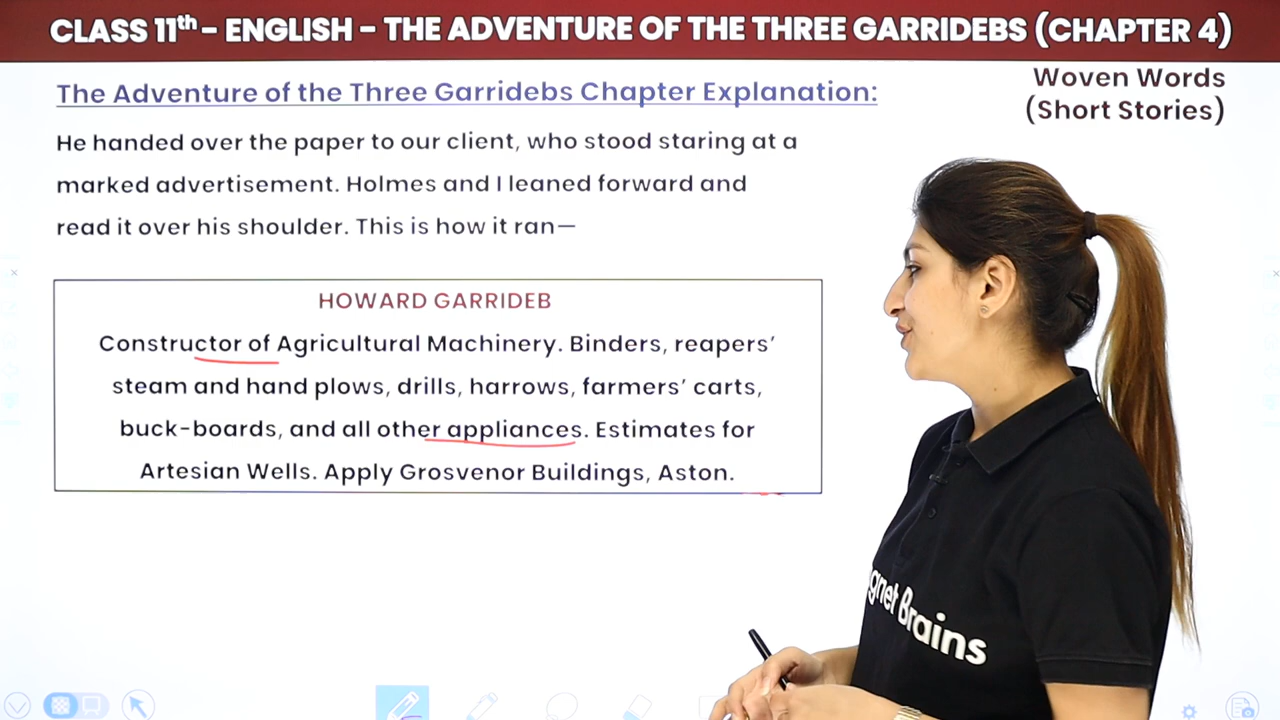 CLASS 11th - ENGLISH - THE ADVENTURE OF THE THREE GARRIDEBS (CHAPTER 4)
The Adventure of the Three Garridebs Chapter Explanation:
Woven Words
(Short Stories)
He handed over the paper to our client, who stood staring at a
marked advertisement. Holmes and I leaned forward and
read it over his shoulder. This is how it ran—
HOWARD GARRIDEB
Constructor of Agricultural Machinery. Binders, reapers'
steam and hand plows, drills, harrows, farmers' carts,
buck-boards, and all other appliances. Estimates for
Artesian Wells. Apply Grosvenor Buildings, Aston.
gnet Brains